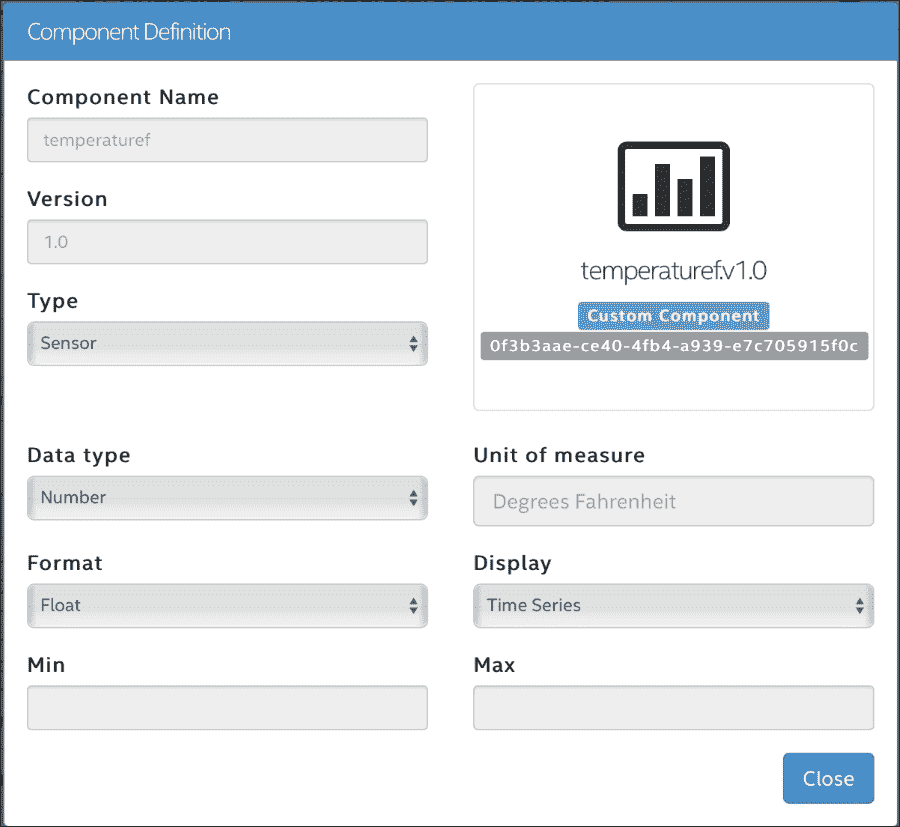 Component Definition
Component Name
temperaturef
Version
1.0
Type
Sensor
temperaturef.v1.0
Custom Component
0f3b3aae-ce40-4fb4-a939-e7c705915f0c
Data type
Number
Unit of measure
Degrees Fahrenheit
Format
Float
Display
Time Series
Min
Max
Close